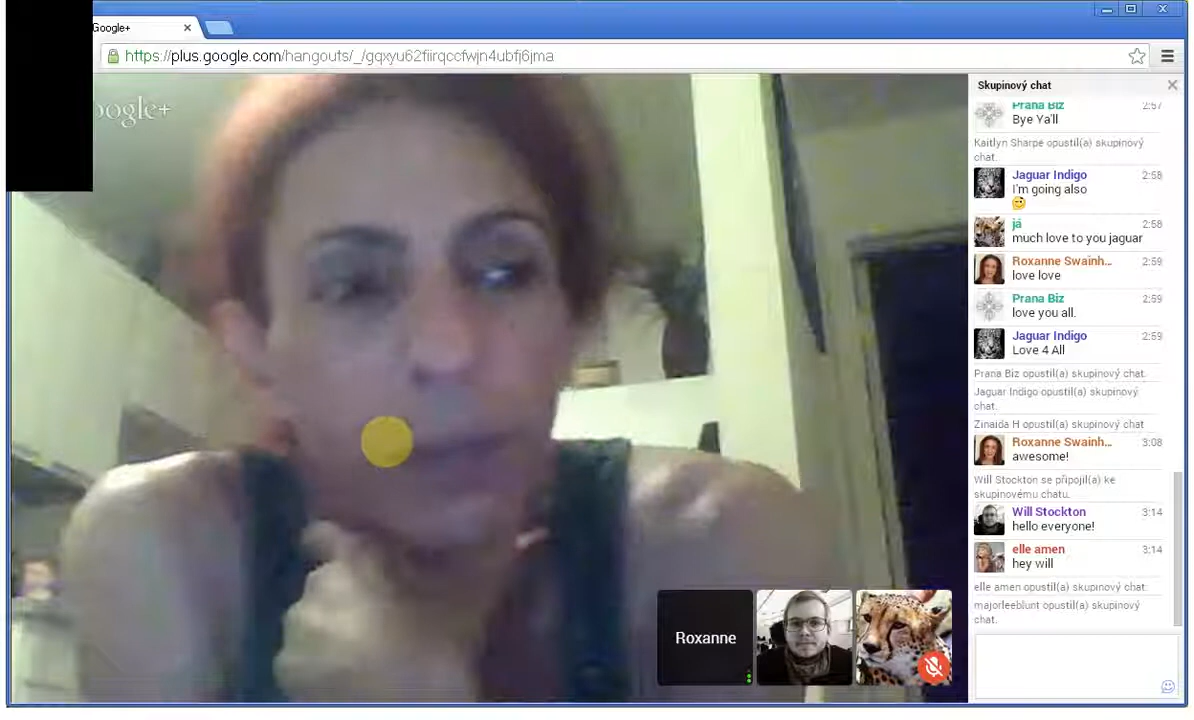 Google+
https://plus.google.com/hangouts/_/gqxyu62fiirqccfwjn4ubfj6jma
oogle+
Skupinový chat
Prana Biz 2:57
Bye Ya'll
Kaitlyn Sharpe opustil(a) skupinový
chat.
Jaguar Indigo 2:58
I'm going also
já 2:58
much love to you jaguar
Roxanne Swainh... 2:59
love love
Prana Biz 2:59
love you all.
Jaguar Indigo 2:59
Love 4 All
Prana Biz opustil(a) skupinový chat.
Jaguar Indigo opustil(a) skupinový
chat.
Zinaida H opustil(a) skupinový chat
Roxanne Swainh... 3:08
awesome!
Will Stockton se připojil(a) ke
skupinovému chatu.
Will Stockton 3:14
hello everyone!
elle amen 3:14
hey will
elle amen opustil(a) skupinový chat.
majorleeblunt opustil(a) skupinový
chat.
Roxanne